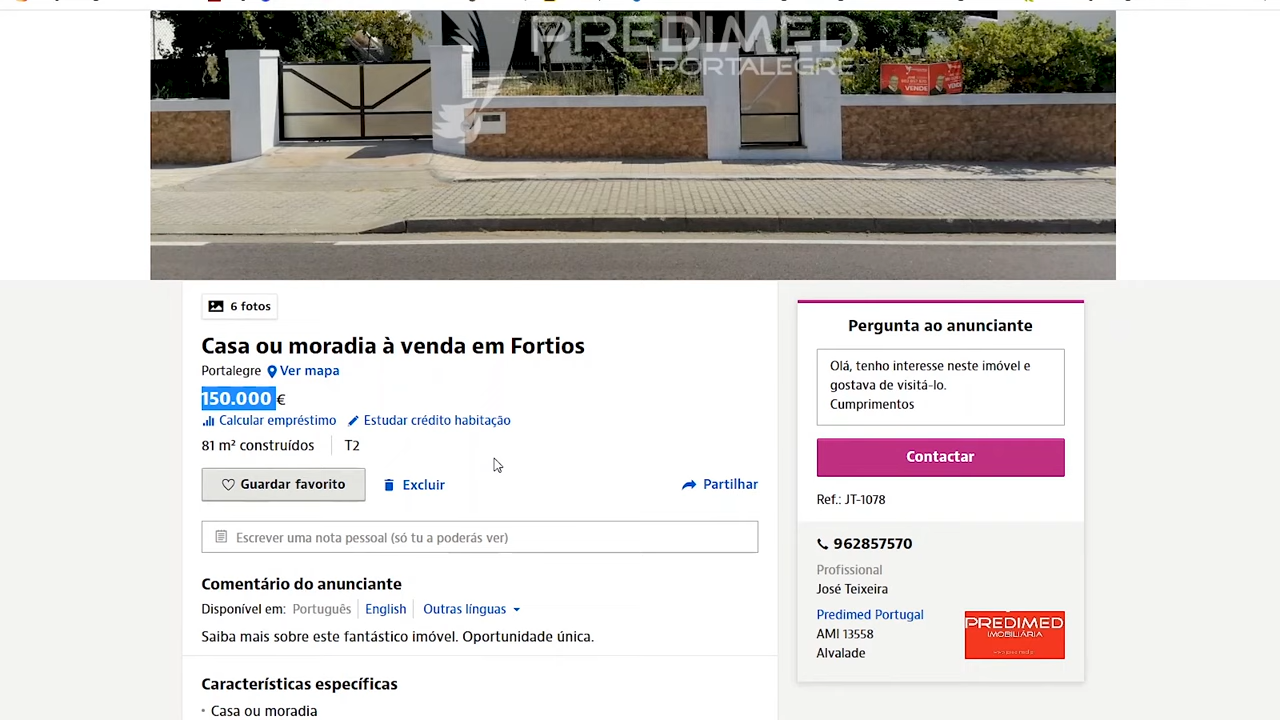 PREDIMED
PORTALEGRE
VENDE
VENDE
6 fotos
Casa ou moradia à venda em Fortios
Portalegre Ver mapa
150.000 €
Calcular empréstimo Estudar crédito habitação
81 m² construídos T2
Guardar favorito Excluir Partilhar
Escrever uma nota pessoal (só tu a poderás ver)
Comentário do anunciante
Disponível em: Português English Outras línguas
Saiba mais sobre este fantástico imóvel. Oportunidade única.
Características específicas
Casa ou moradia
Pergunta ao anunciante
Olá, tenho interesse neste imóvel e
gostava de visitá-lo.
Cumprimentos
Contactar
Ref.: JT-1078
962857570
Profissional
José Teixeira
Predimed Portugal
AMI 13558
Alvalade
PREDIMED
IMOBILIÁRIA